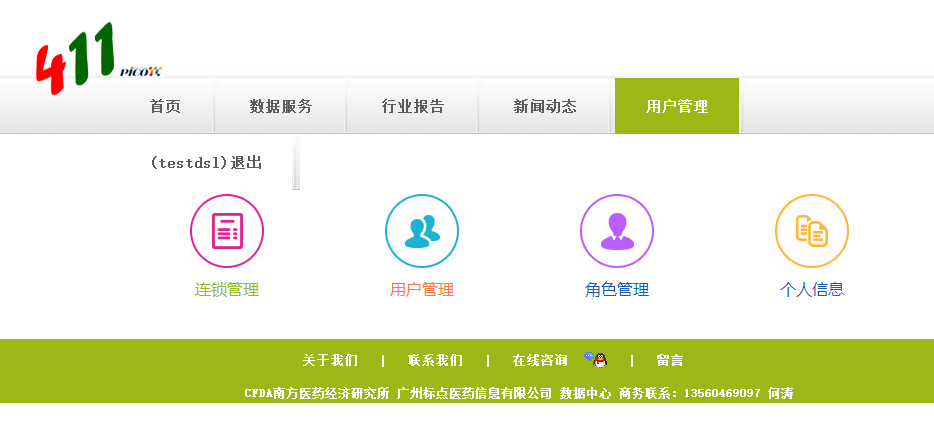 411 PICO
首页 数据服务 行业报告 新闻动态 用户管理
(testdsl)退出
连锁管理 用户管理 角色管理 个人信息
关于我们 | 联系我们 | 在线咨询 | 留言
CFDA南方医药经济研究所 广州标点医药信息有限公司 数据中心 商务联系: 13560469097 何涛